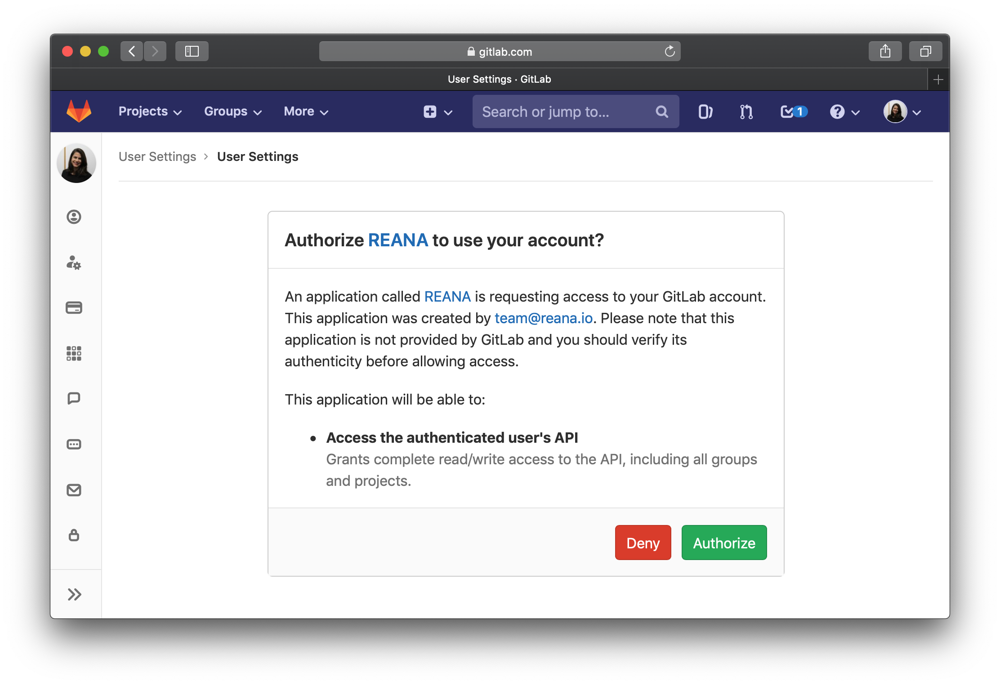 gitlab.com
User Settings · GitLab
Projects Groups More Search or jump to... 1
User Settings > User Settings
Authorize REANA to use your account?
An application called REANA is requesting access to your GitLab account.
This application was created by team@reana.io. Please note that this
application is not provided by GitLab and you should verify its
authenticity before allowing access.
This application will be able to:
• Access the authenticated user's API
Grants complete read/write access to the API, including all groups
and projects.
Deny Authorize